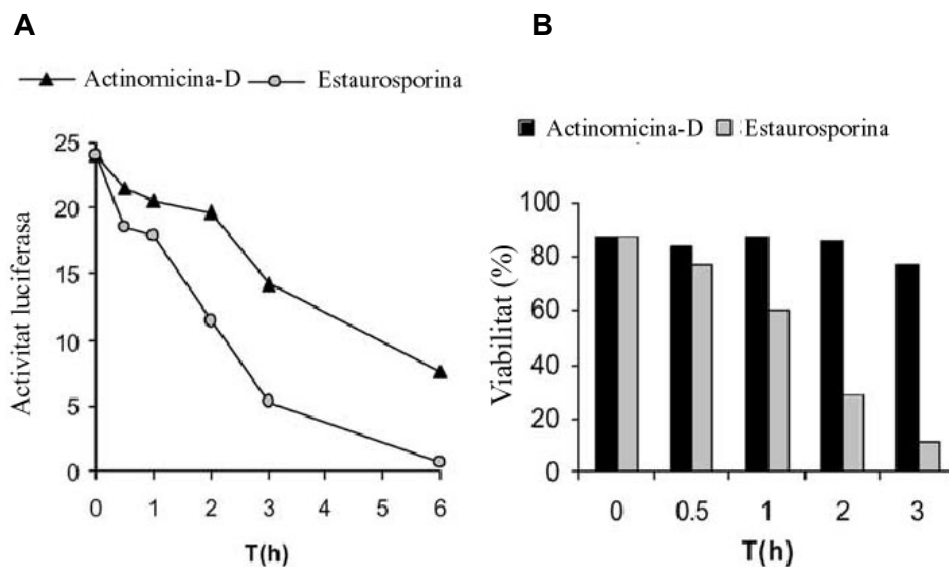 A
Actinomicina-D Estaurosporina
25
20
15
10
5
0
Activitat luciferasa
0 1 2 3 4 5 6
T(h)
B
Actinomicina-D Estaurosporina
100
80
60
40
20
0
Viabilitat (%)
0 0.5 1 2 3
T(h)